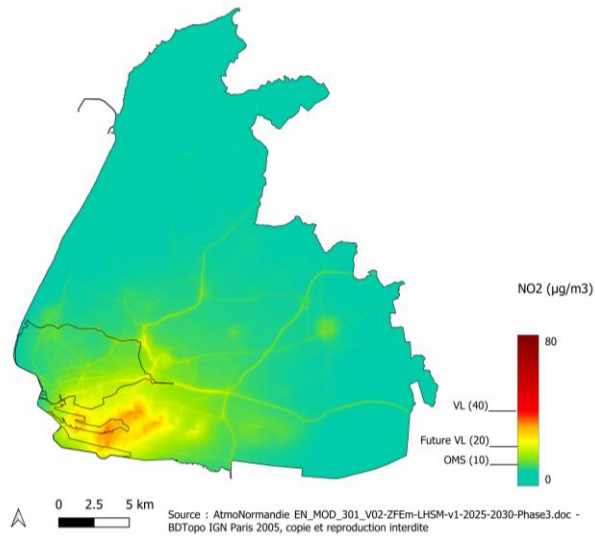 NO2 (µg/m3)
80
VL (40)
Future VL (20)
OMS (10)
0
0 2.5 5 km
Source : AtmoNormandie EN_MOD_301_V02-ZFEm-LHSM-v1-2025-2030-Phase3.doc -
BDTopo IGN Paris 2005, copie et reproduction interdite